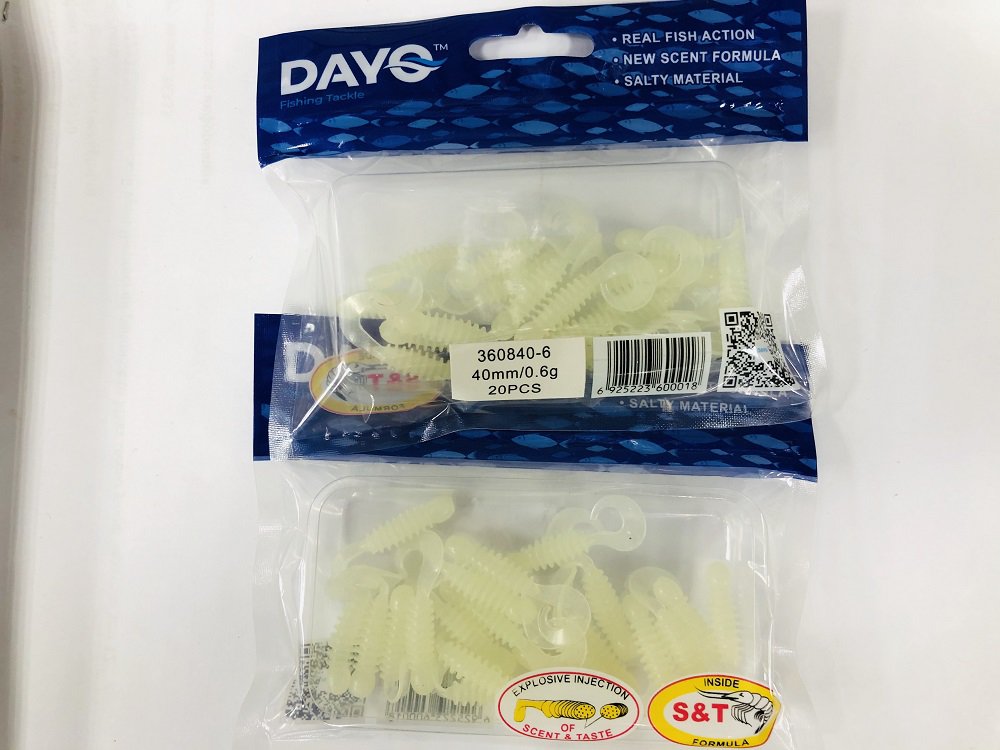 DAYO™
Fishing Tackle
• REAL FISH ACTION
• NEW SCENT FORMULA
• SALTY MATERIAL
360840-6
40mm/0.6g
20PCS
6 925223 600018
D
S&T
FORMULA
• SALTY MATERIAL
EXPLOSIVE INJECTION
OF
SCENT & TASTE
INSIDE
S&T
FORMULA